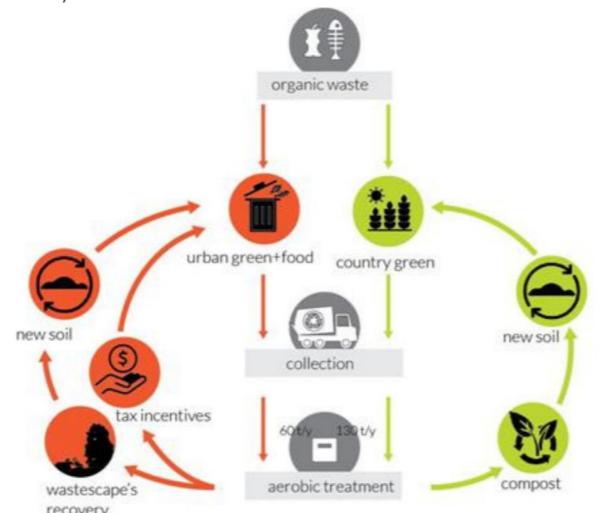 organic waste
urban green+food
country green
new soil
new soil
collection
$
tax incentives
60 t/y
130 t/y
aerobic treatment
compost
wastescape's
recovery